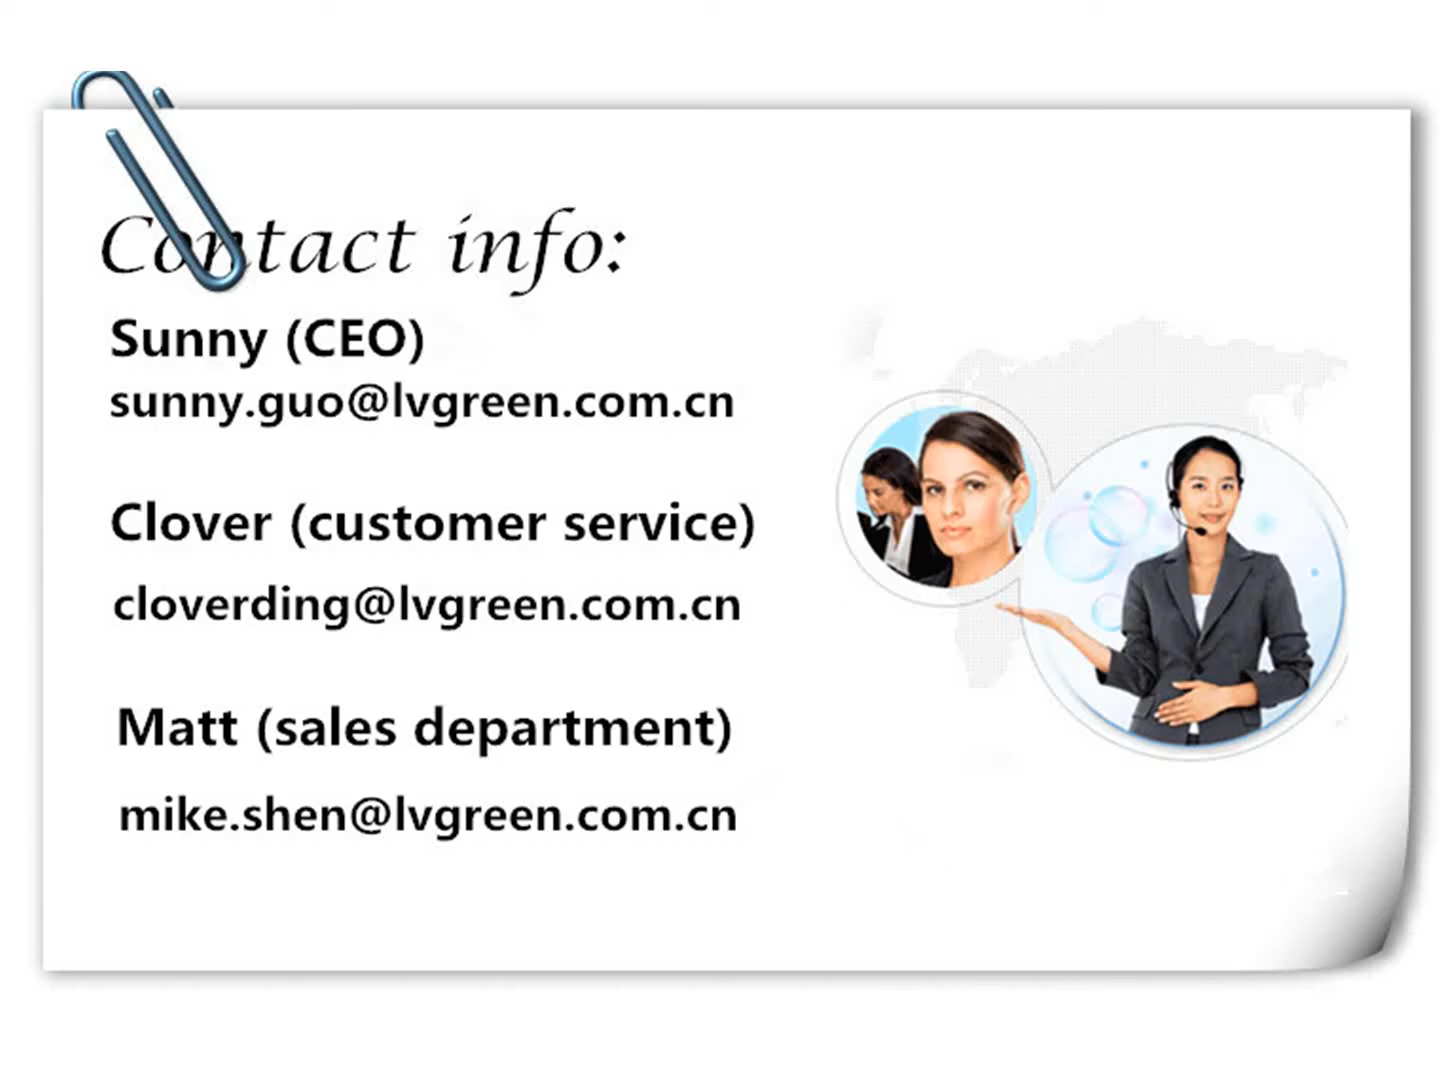 Contact info:
Sunny (CEO)
sunny.guo@lvgreen.com.cn
Clover (customer service)
cloverding@lvgreen.com.cn
Matt (sales department)
mike.shen@lvgreen.com.cn